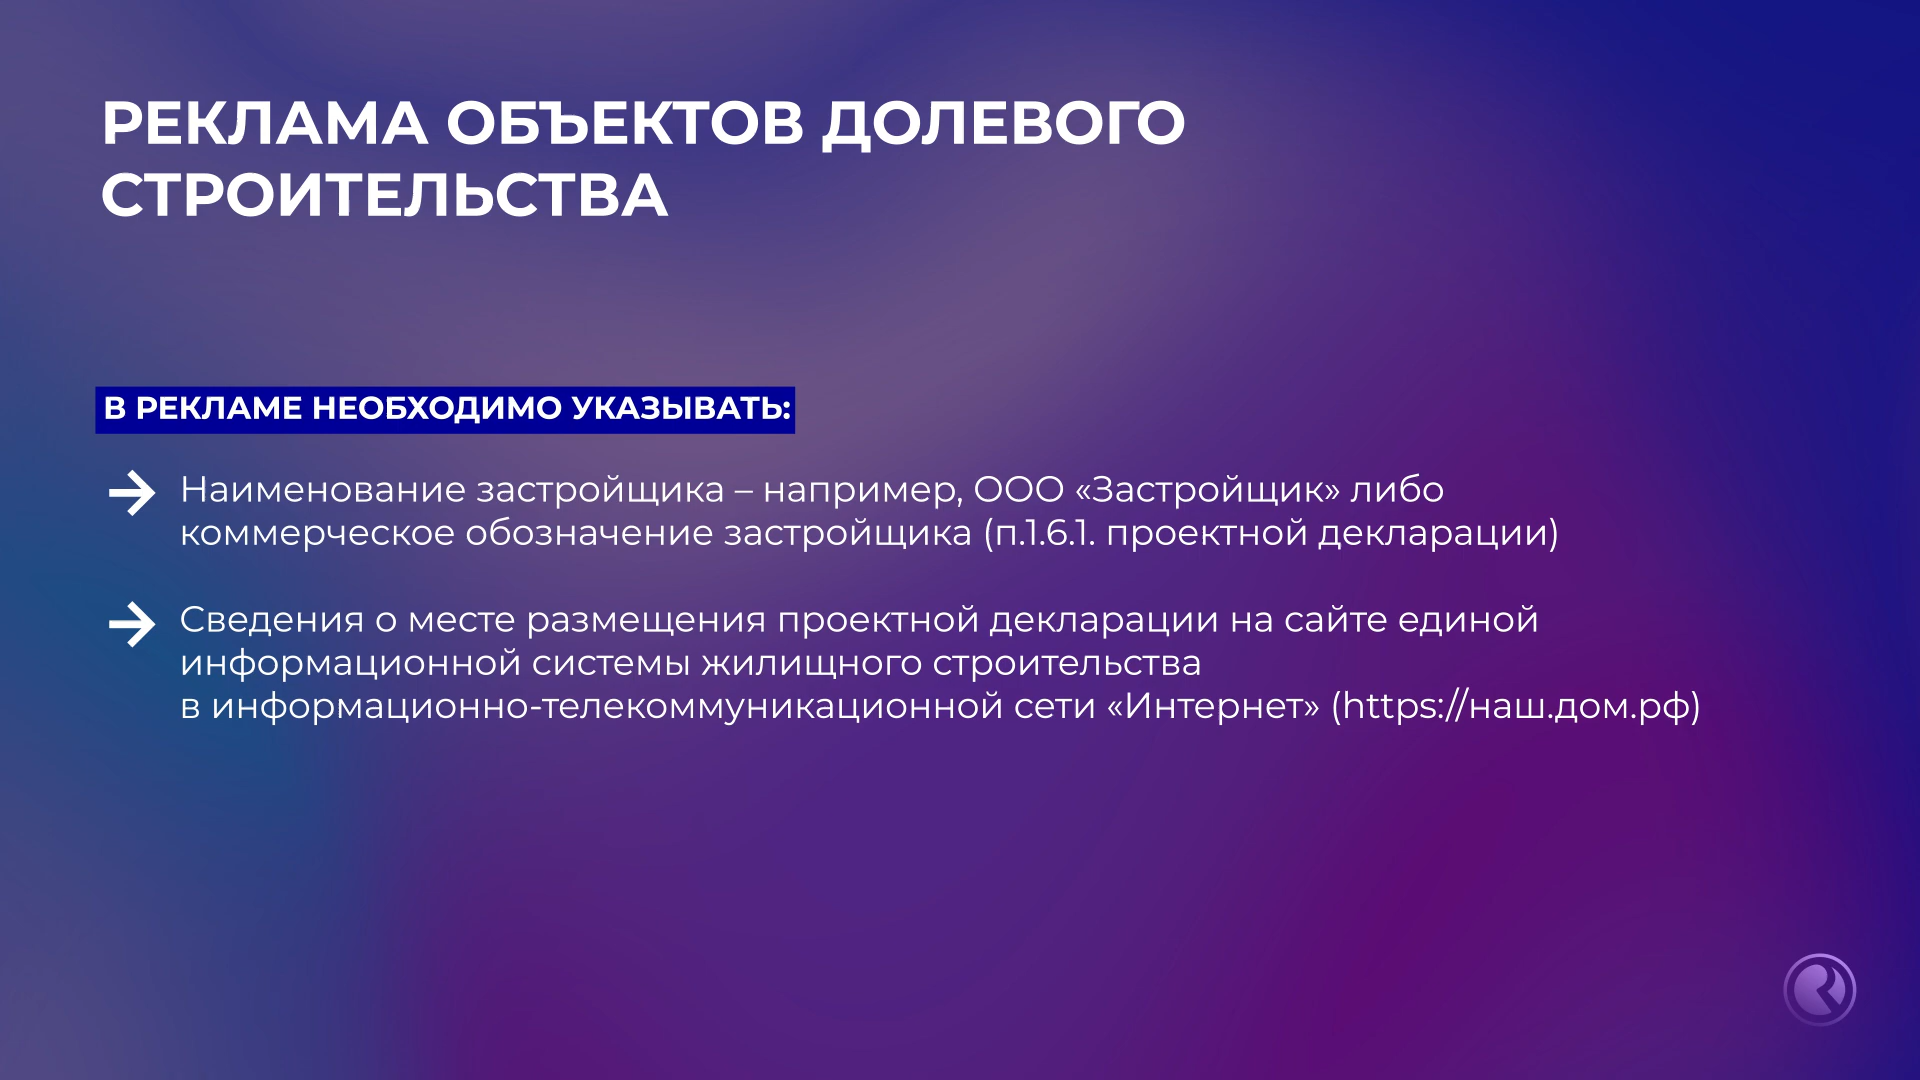 РЕКЛАМА ОБЪЕКТОВ ДОЛЕВОГО
СТРОИТЕЛЬСТВА
В РЕКЛАМЕ НЕОБХОДИМО УКАЗЫВАТЬ:
Наименование застройщика – например, ООО «Застройщик» либо
коммерческое обозначение застройщика (п.1.6.1. проектной декларации)
Сведения о месте размещения проектной декларации на сайте единой
информационной системы жилищного строительства
в информационно-телекоммуникационной сети «Интернет» (https://наш.дом.рф)